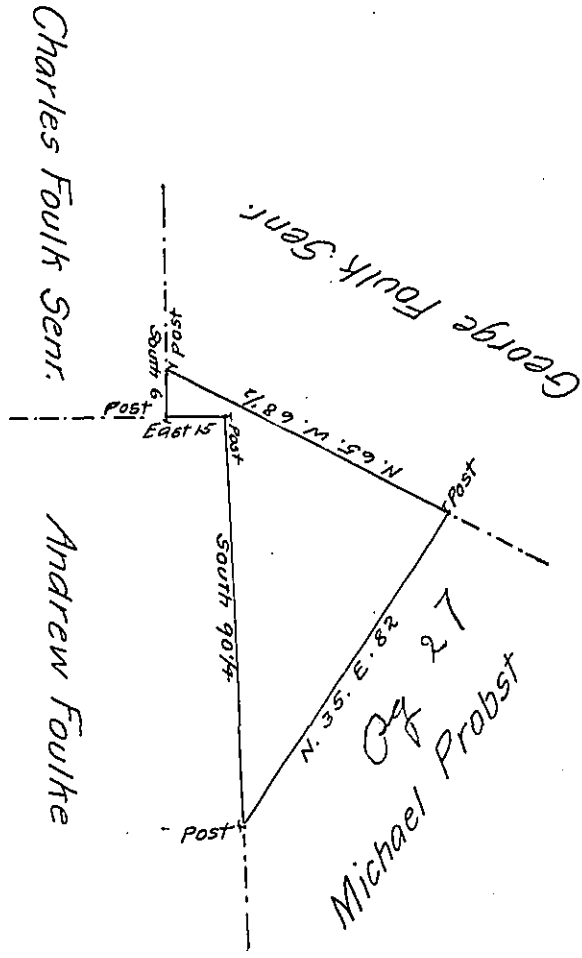 Charles Foulk Senr.
George Foulk Senr.
Post
South 6
Post
East 15
Post
N. 65. W. 68 1/2
Post
South 90 1/4
N. 35. E. 82
27
Michael Probst
Post
Andrew Foulke